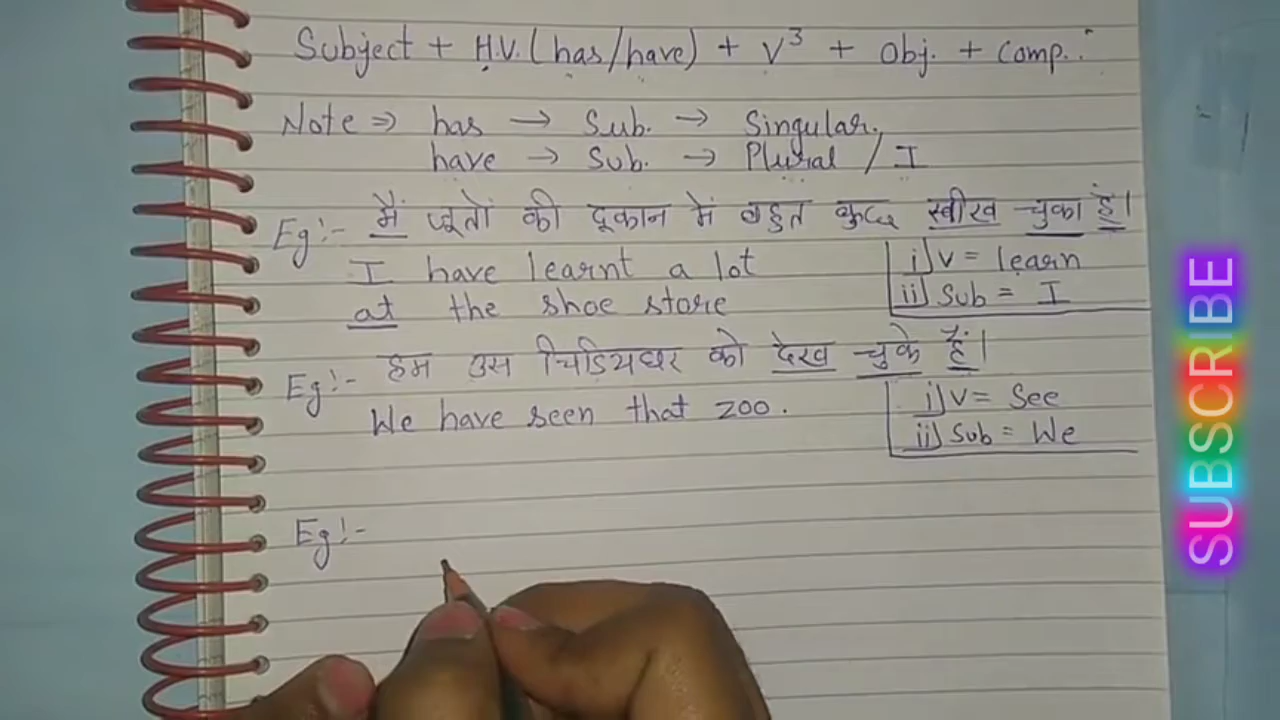 Subject + H.V. (has/have) + V³ + Obj. + Comp.
Note ⇒ has → Sub. → Singular.
have → Sub. → Plural / I
Eg:- मैं जूतों की दूकान में बहुत कुछ सीख चुका हूं।
I have learnt a lot
at the shoe store
i) V = learn
ii) Sub = I
Eg:- हम उस चिडियघर को देख चुके हैं।
We have seen that zoo.
i) V = See
ii) Sub = We
Eg:-
SUBSCRIBE